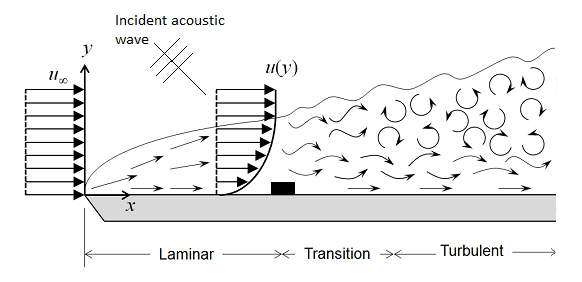 Incident acoustic
wave
y
u∞
u(y)
x
Laminar
Transition
Turbulent